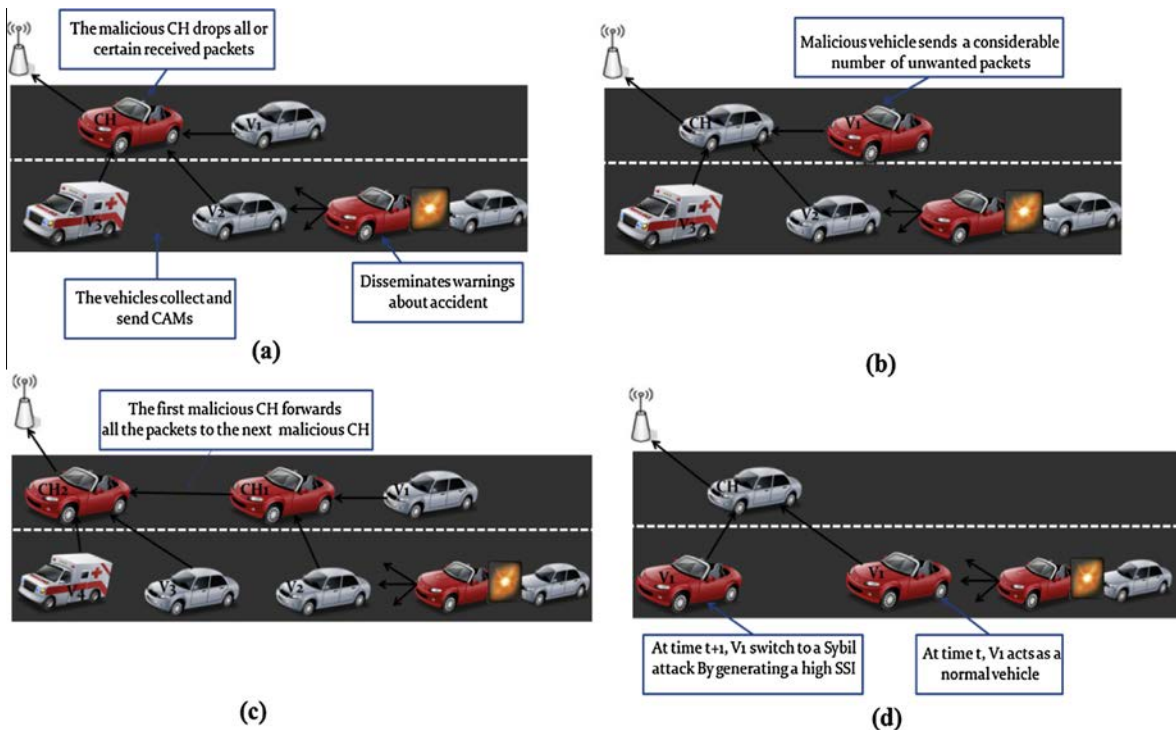 The malicious CH drops all or
certain received packets
CH
V1
V3
V2
The vehicles collect and
send CAMs
Disseminates warnings
about accident
(a)
Malicious vehicle sends a considerable
number of unwanted packets
CH
V1
V3
V2
(b)
The first malicious CH forwards
all the packets to the next malicious CH
CH2
CH1
V1
V4
V3
V2
(c)
CH
V1
V1
At time t+1, V1 switch to a Sybil
attack By generating a high SSI
At time t, V1 acts as a
normal vehicle
(d)